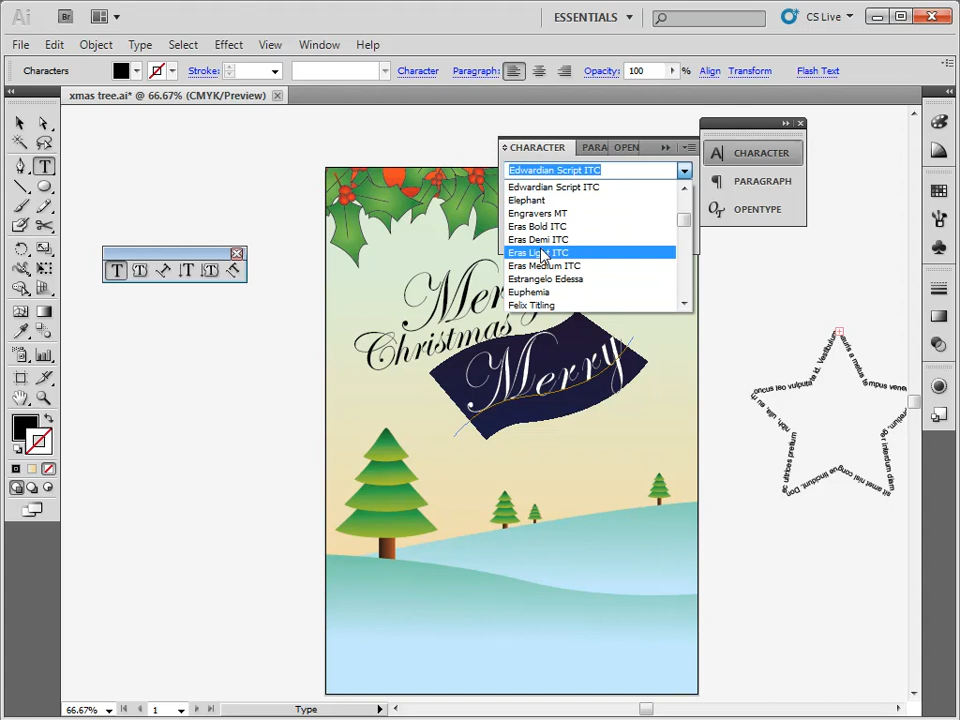 Ai Br ESSENTIALS CS Live
File Edit Object Type Select Effect View Window Help
Characters Stroke: Character Paragraph: Opacity: 100 % Align Transform Flash Text
xmas tree.ai* @ 66.67% (CMYK/Preview)
CHARACTER PARA OPEN
Edwardian Script ITC
Edwardian Script ITC
Elephant
Engravers MT
Eras Bold ITC
Eras Demi ITC
Eras Light ITC
Eras Medium ITC
Estrangelo Edessa
Euphemia
Felix Titling
CHARACTER
PARAGRAPH
OPENTYPE
Christmas
Merry
66.67% 1 Type